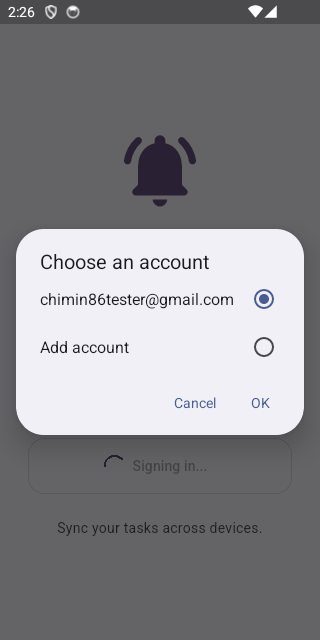 2:26
Choose an account
chimin86tester@gmail.com
Add account
Cancel OK
Signing in...
Sync your tasks across devices.